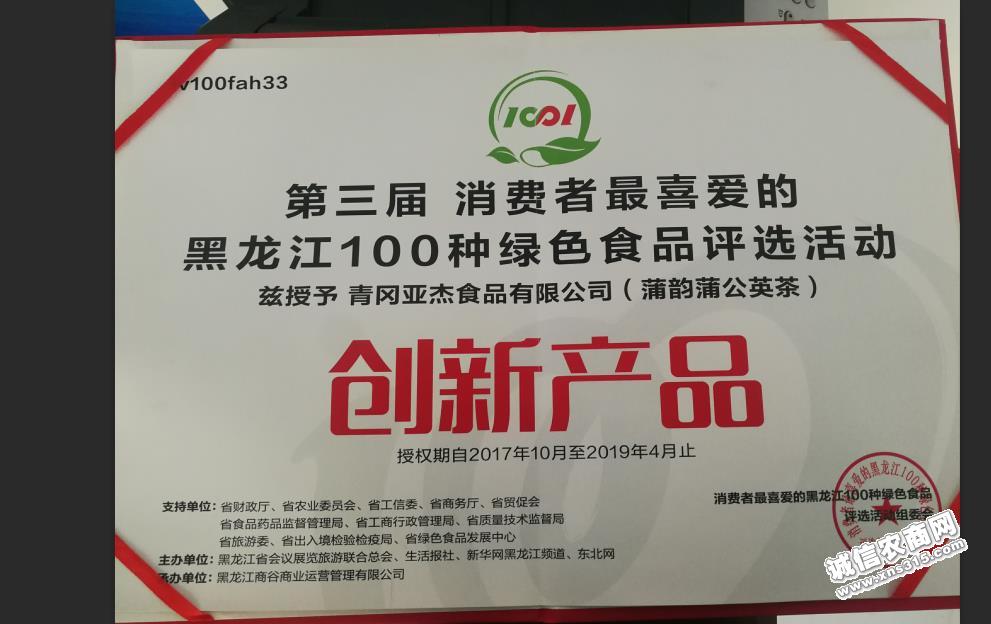 v100fah33
1001
第三届 消费者最喜爱的
黑龙江100种绿色食品评选活动
兹授予 青冈亚杰食品有限公司（蒲韵蒲公英茶）
创新产品
授权期自2017年10月至2019年4月止
支持单位：省财政厅、省农业委员会、省工信委、省商务厅、省贸促会
省食品药品监督管理局、省工商行政管理局、省质量技术监督局
省旅游委、省出入境检验检疫局、省绿色食品发展中心
主办单位：黑龙江省会议展览旅游联合总会、生活报社、新华网黑龙江频道、东北网
承办单位：黑龙江商谷商业运营管理有限公司
消费者最喜爱的黑龙江100种绿色食品
评选活动组委会
诚信农商网
www.xns315.com